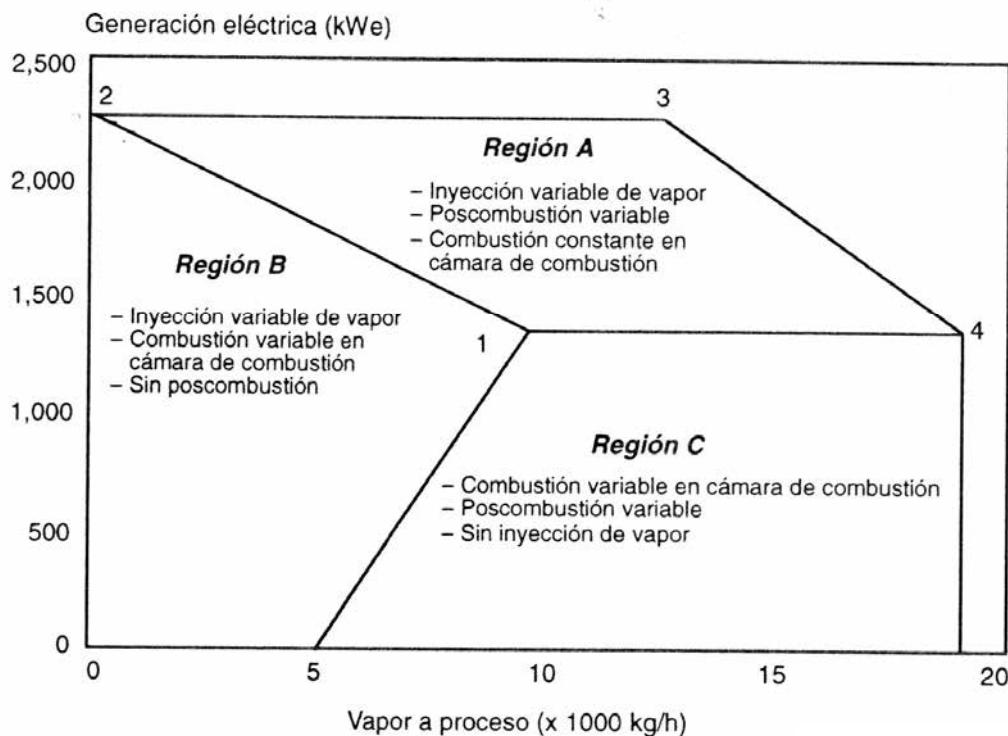 Generación eléctrica (kWe)
2,500
2,000
1,500
1,000
500
0
2
3
Región A
– Inyección variable de vapor
– Poscombustión variable
– Combustión constante en
cámara de combustión
Región B
– Inyección variable de vapor
– Combustión variable en
cámara de combustión
– Sin poscombustión
1
4
Región C
– Combustión variable en cámara de combustión
– Poscombustión variable
– Sin inyección de vapor
0 5 10 15 20
Vapor a proceso (x 1000 kg/h)